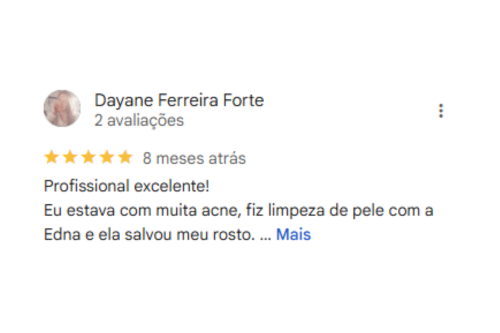 Dayane Ferreira Forte
2 avaliações
8 meses atrás
Profissional excelente!
Eu estava com muita acne, fiz limpeza de pele com a
Edna e ela salvou meu rosto. ... Mais